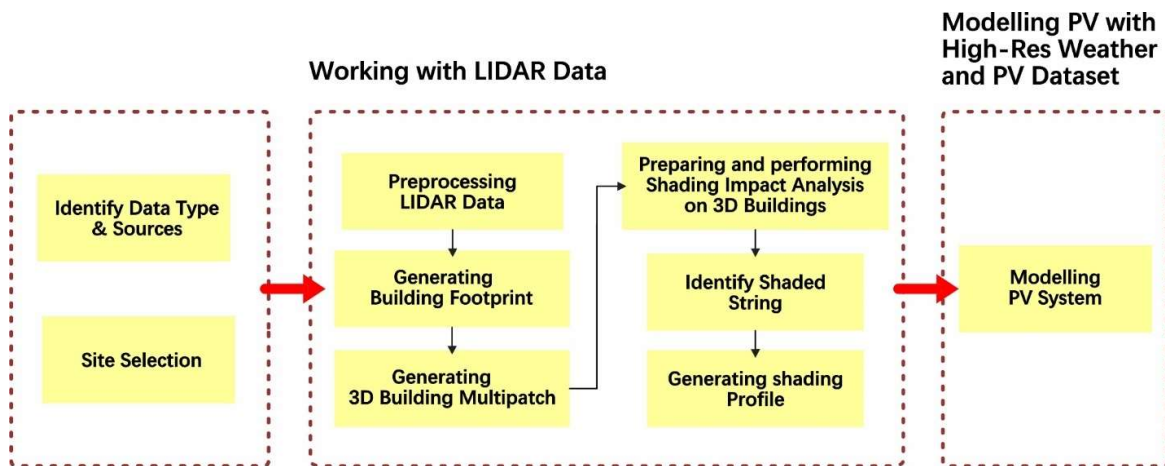 Working with LIDAR Data
Modelling PV with
High-Res Weather
and PV Dataset
Identify Data Type
& Sources
Site Selection
Preprocessing
LIDAR Data
Generating
Building Footprint
Generating
3D Building Multipatch
Preparing and performing
Shading Impact Analysis
on 3D Buildings
Identify Shaded
String
Generating shading
Profile
Modelling
PV System